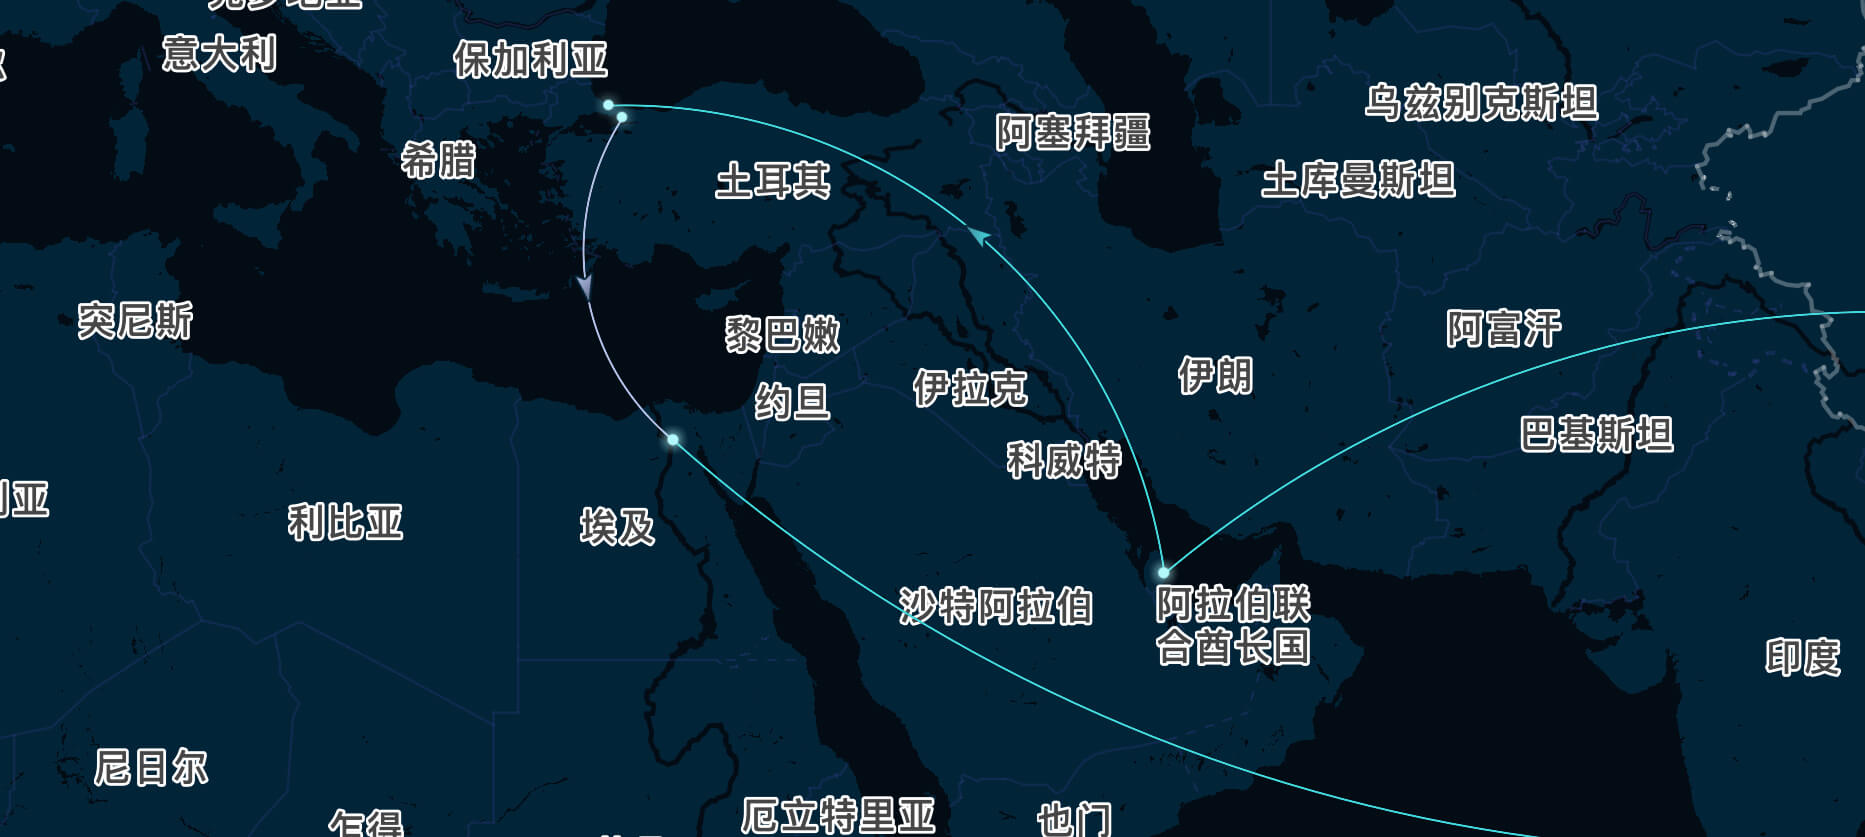 意大利
保加利亚
乌兹别克斯坦
阿塞拜疆
希腊
土耳其
土库曼斯坦
突尼斯
黎巴嫩
阿富汗
伊朗
伊拉克
约旦
巴基斯坦
科威特
利亚
利比亚
埃及
沙特阿拉伯
阿拉伯联
合酋长国
印度
尼日尔
厄立特里亚
也门
乍得